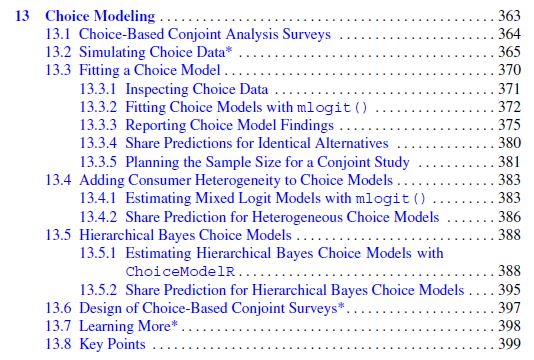 13 Choice Modeling ........................................................ 363
13.1 Choice-Based Conjoint Analysis Surveys ........................ 364
13.2 Simulating Choice Data* ........................................... 365
13.3 Fitting a Choice Model .............................................. 370
13.3.1 Inspecting Choice Data ..................................... 371
13.3.2 Fitting Choice Models with mlogit() .................... 372
13.3.3 Reporting Choice Model Findings ........................ 375
13.3.4 Share Predictions for Identical Alternatives ............. 380
13.3.5 Planning the Sample Size for a Conjoint Study .......... 381
13.4 Adding Consumer Heterogeneity to Choice Models ............. 383
13.4.1 Estimating Mixed Logit Models with mlogit() ......... 383
13.4.2 Share Prediction for Heterogeneous Choice Models ...... 386
13.5 Hierarchical Bayes Choice Models ................................ 388
13.5.1 Estimating Hierarchical Bayes Choice Models with
ChoiceModelR ............................................... 388
13.5.2 Share Prediction for Hierarchical Bayes Choice Models .... 395
13.6 Design of Choice-Based Conjoint Surveys* ...................... 397
13.7 Learning More* ...................................................... 398
13.8 Key Points ............................................................ 399